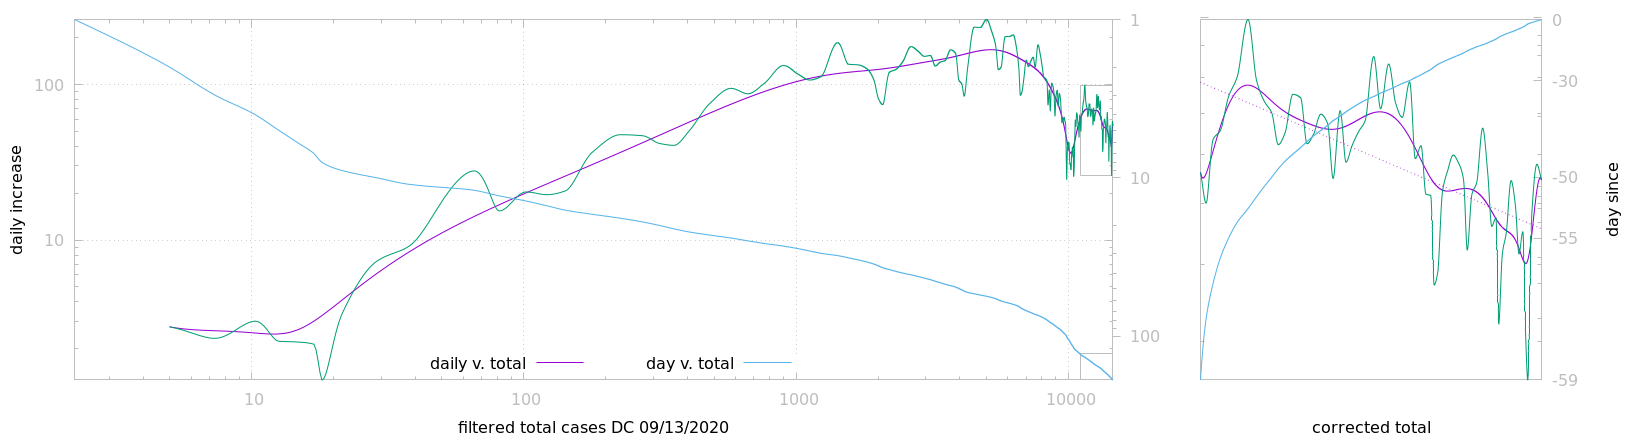 daily increase
100
10
1
10
100
daily v. total
day v. total
10
100
1000
10000
filtered total cases DC 09/13/2020
0
-30
-50
-55
-59
day since
corrected total